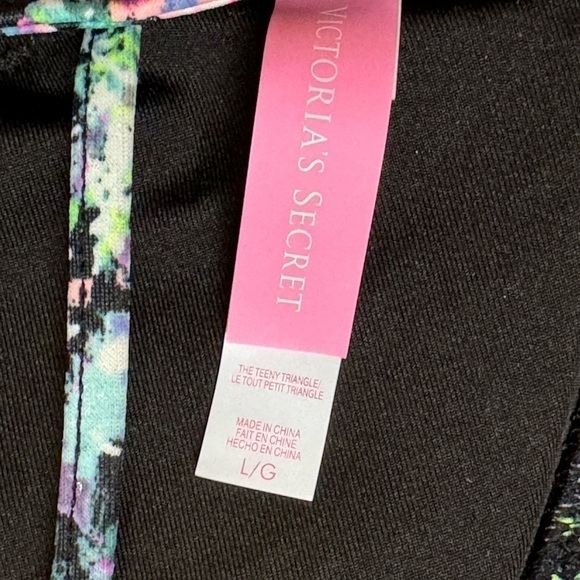 VICTORIA'S SECRET
THE TEENY TRIANGLE/
LE TOUT PETIT TRIANGLE
MADE IN CHINA
FAIT EN CHINE
HECHO EN CHINA
L/G